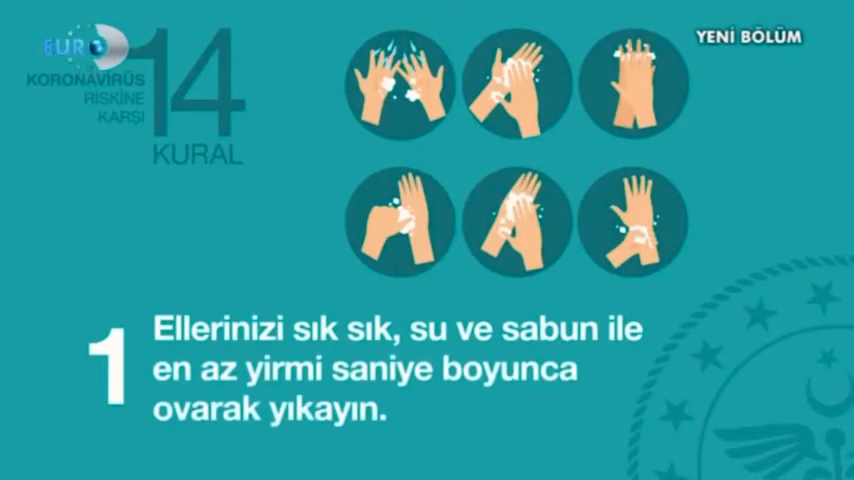 EURO D
YENİ BÖLÜM
KORONAVİRÜS
RİSKİNE
KARŞI
14
KURAL
1
Ellerinizi sık sık, su ve sabun ile
en az yirmi saniye boyunca
ovarak yıkayın.